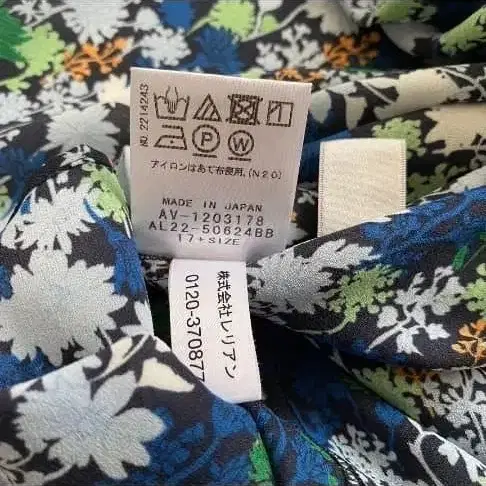 NO 2214243
P W
アイロンはあて布使用。(N20)
MADE IN JAPAN
AV-1203178
AL22-50624BB
17+SIZE
株式会社レリアン
0120-370877